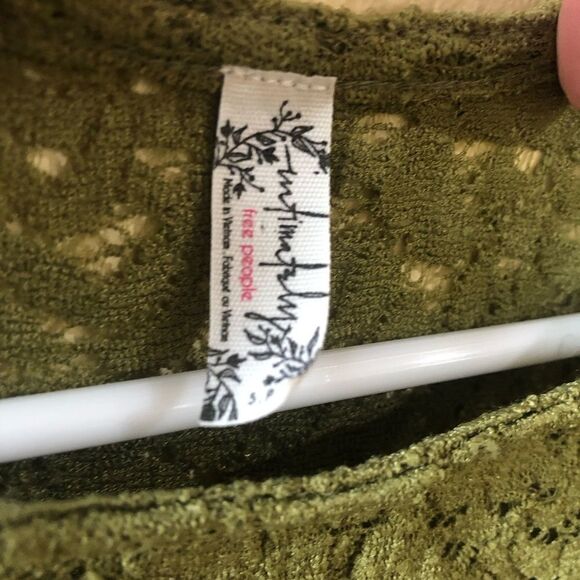 intimately
free people
Made in Vietnam . Fabriqué au Vietnam
S.P